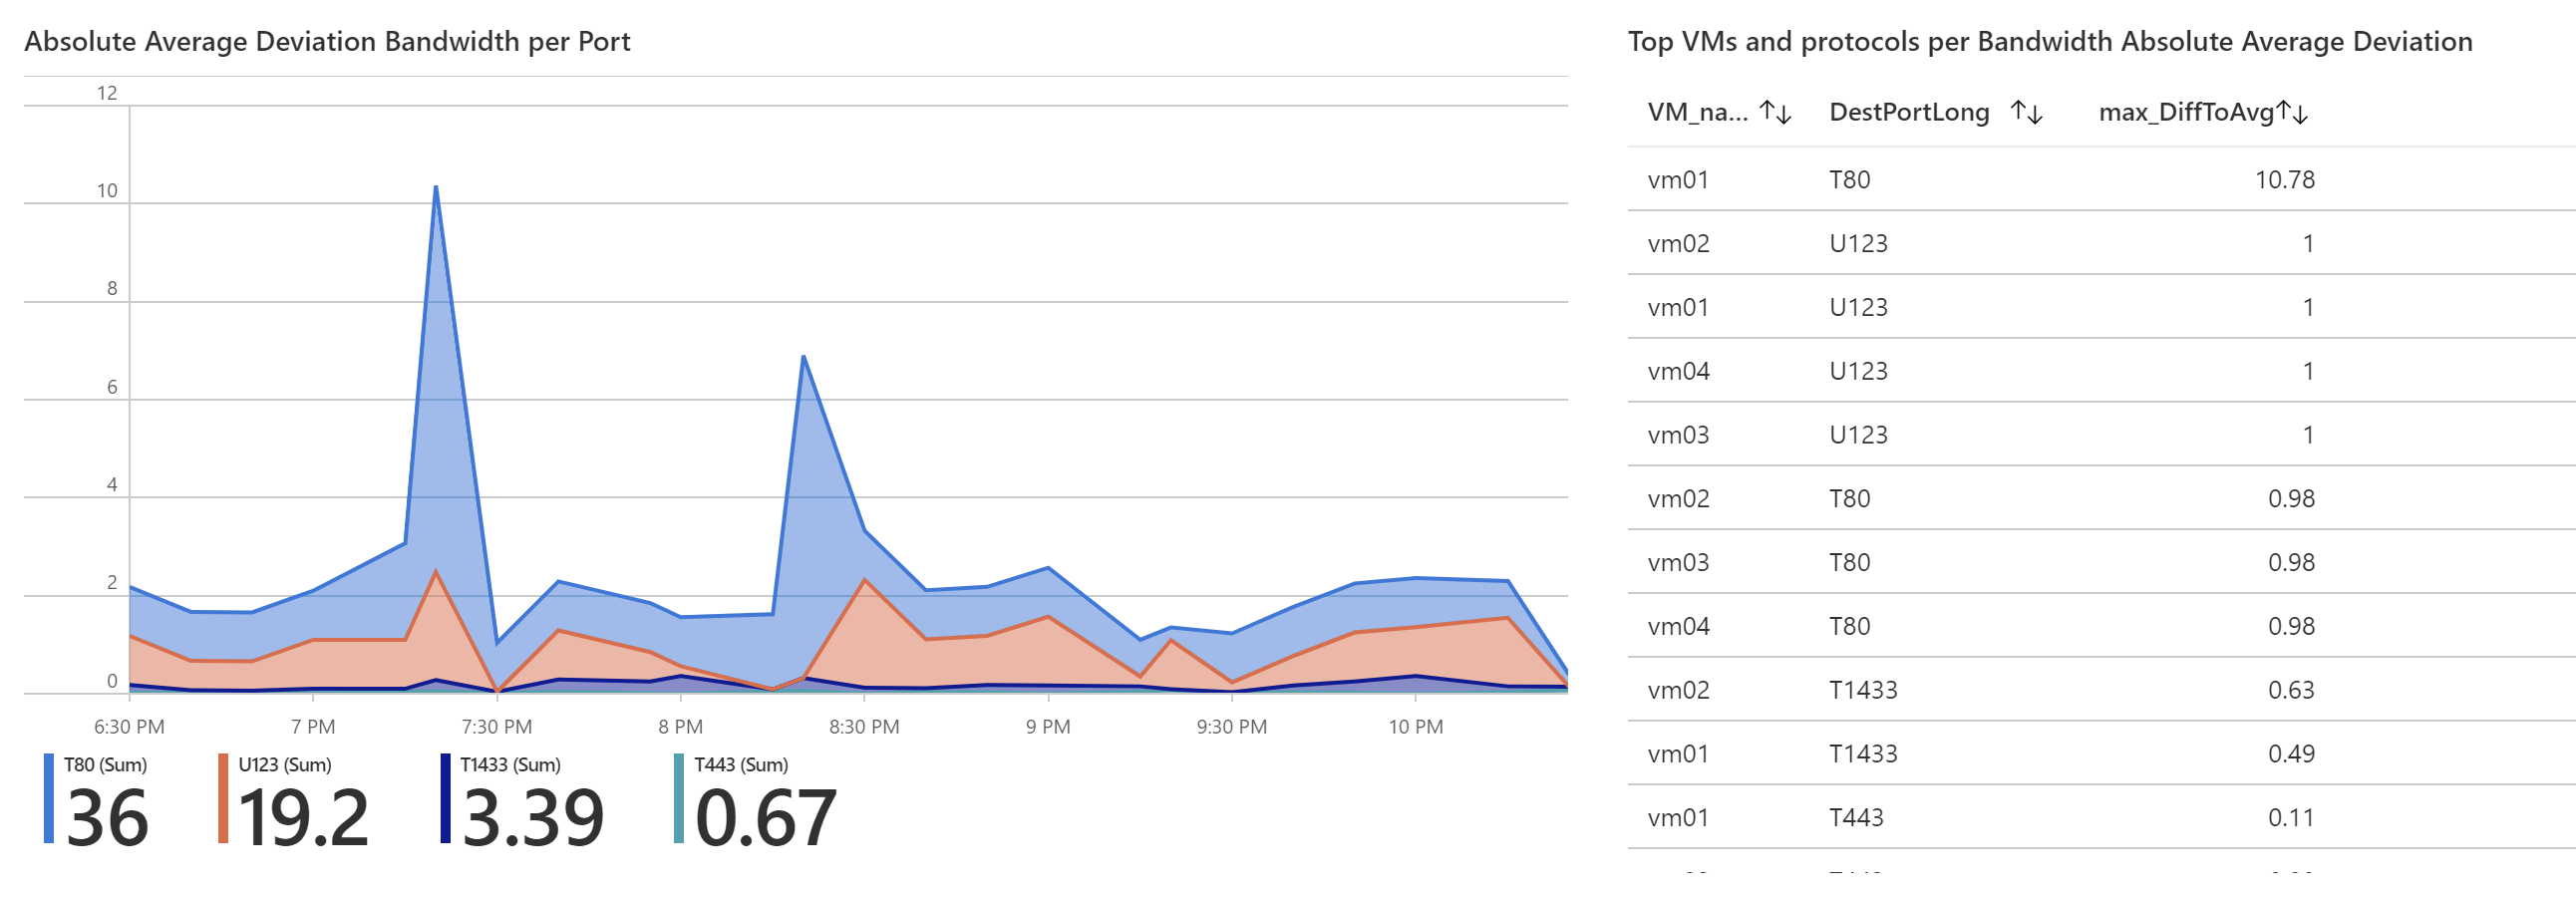 Absolute Average Deviation Bandwidth per Port
12
10
8
6
4
2
0
6:30 PM 7 PM 7:30 PM 8 PM 8:30 PM 9 PM 9:30 PM 10 PM
T80 (Sum) U123 (Sum) T1433 (Sum) T443 (Sum)
36 19.2 3.39 0.67
Top VMs and protocols per Bandwidth Absolute Average Deviation
VM_na... ↑↓ DestPortLong ↑↓ max_DiffToAvg↑↓
vm01 T80 10.78
vm02 U123 1
vm01 U123 1
vm04 U123 1
vm03 U123 1
vm02 T80 0.98
vm03 T80 0.98
vm04 T80 0.98
vm02 T1433 0.63
vm01 T1433 0.49
vm01 T443 0.11